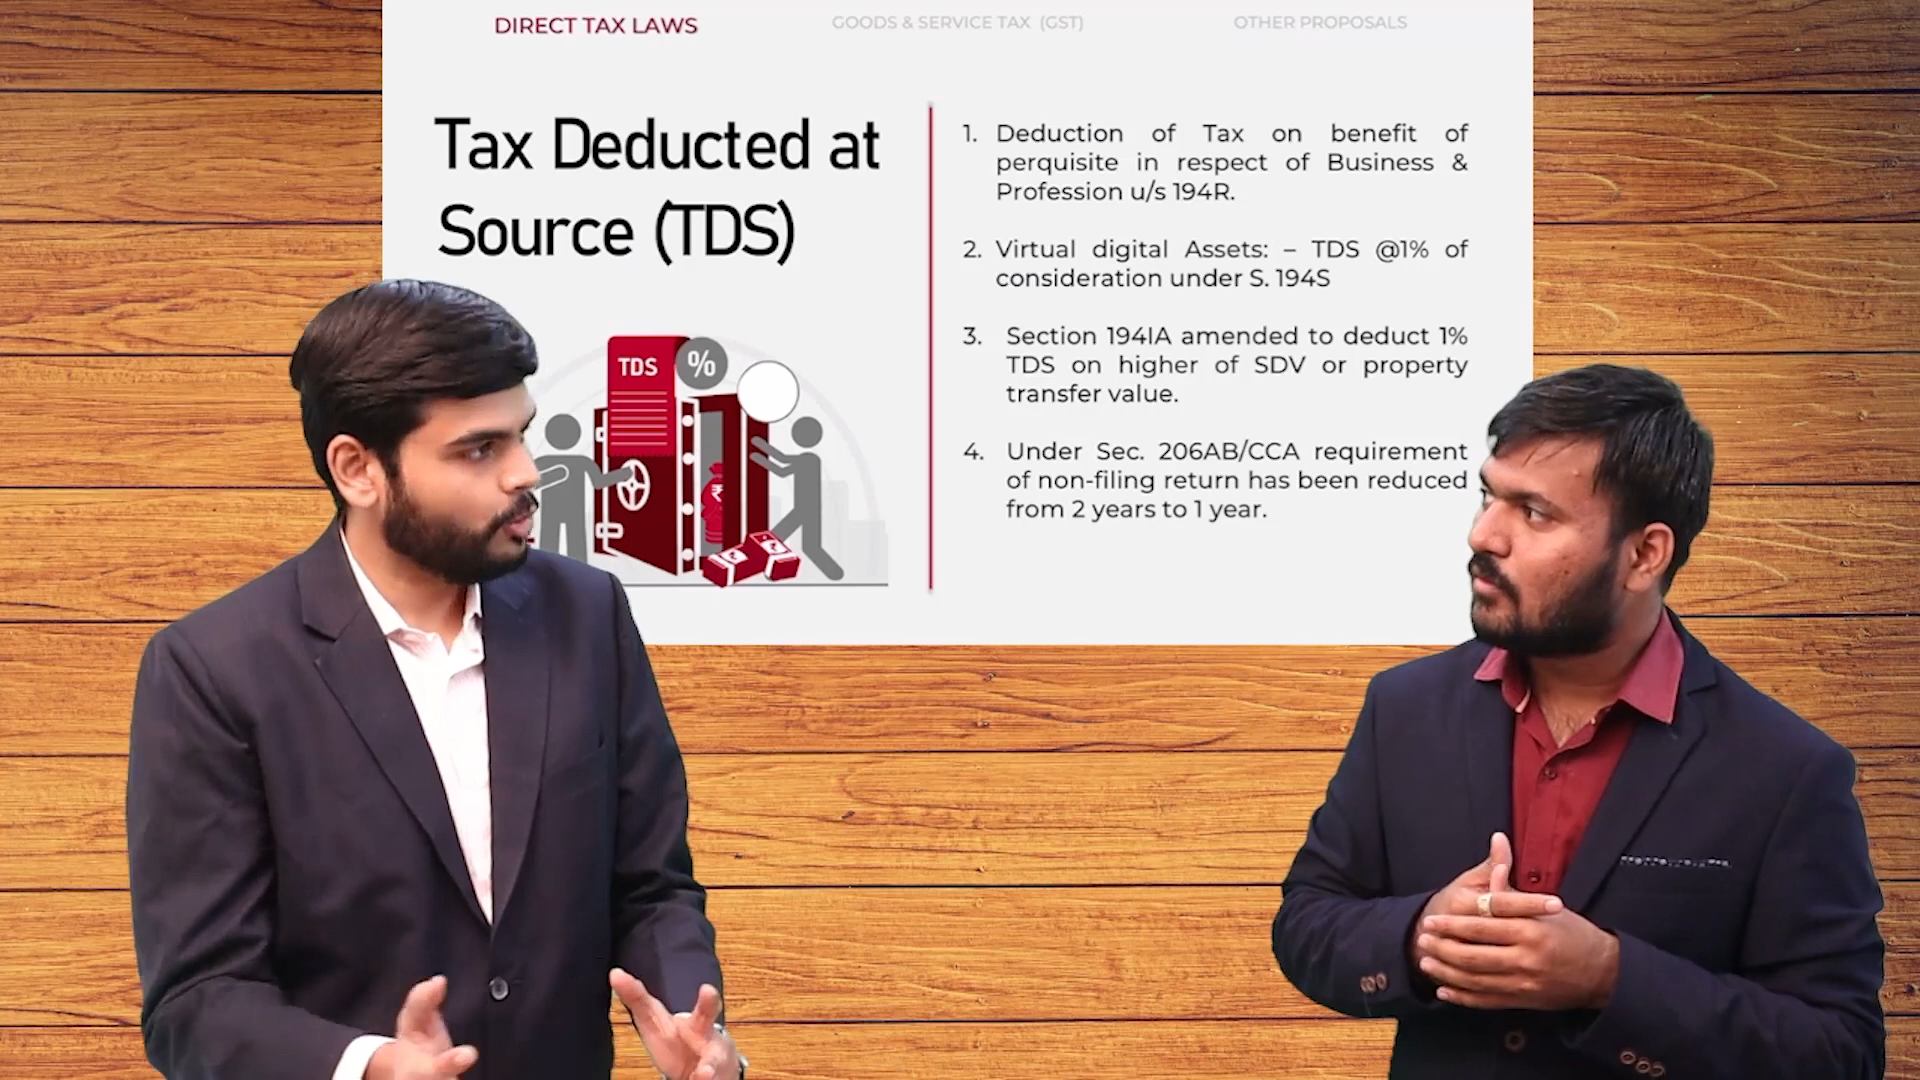 DIRECT TAX LAWS
GOODS & SERVICE TAX (GST)
OTHER PROPOSALS
Tax Deducted at
Source (TDS)
TDS
%
1. Deduction of Tax on benefit of
perquisite in respect of Business &
Profession u/s 194R.
2. Virtual digital Assets: – TDS @1% of
consideration under S. 194S
3. Section 194IA amended to deduct 1%
TDS on higher of SDV or property
transfer value.
4. Under Sec. 206AB/CCA requirement
of non-filing return has been reduced
from 2 years to 1 year.